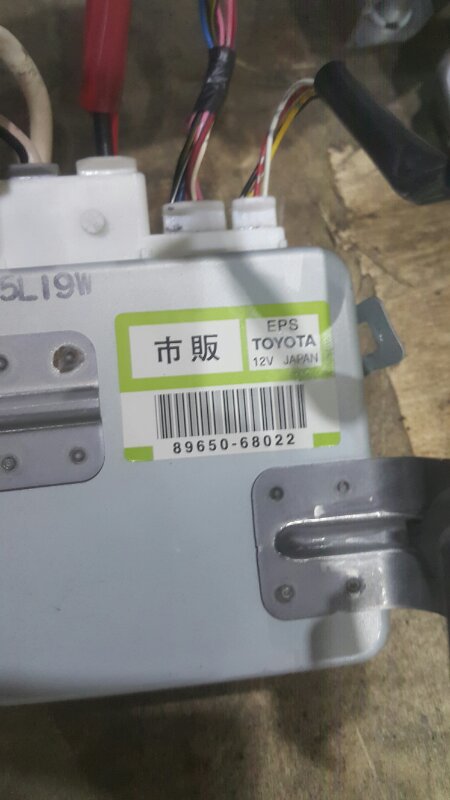 5L19W
市販
EPS
TOYOTA
12V JAPAN
89650-68022